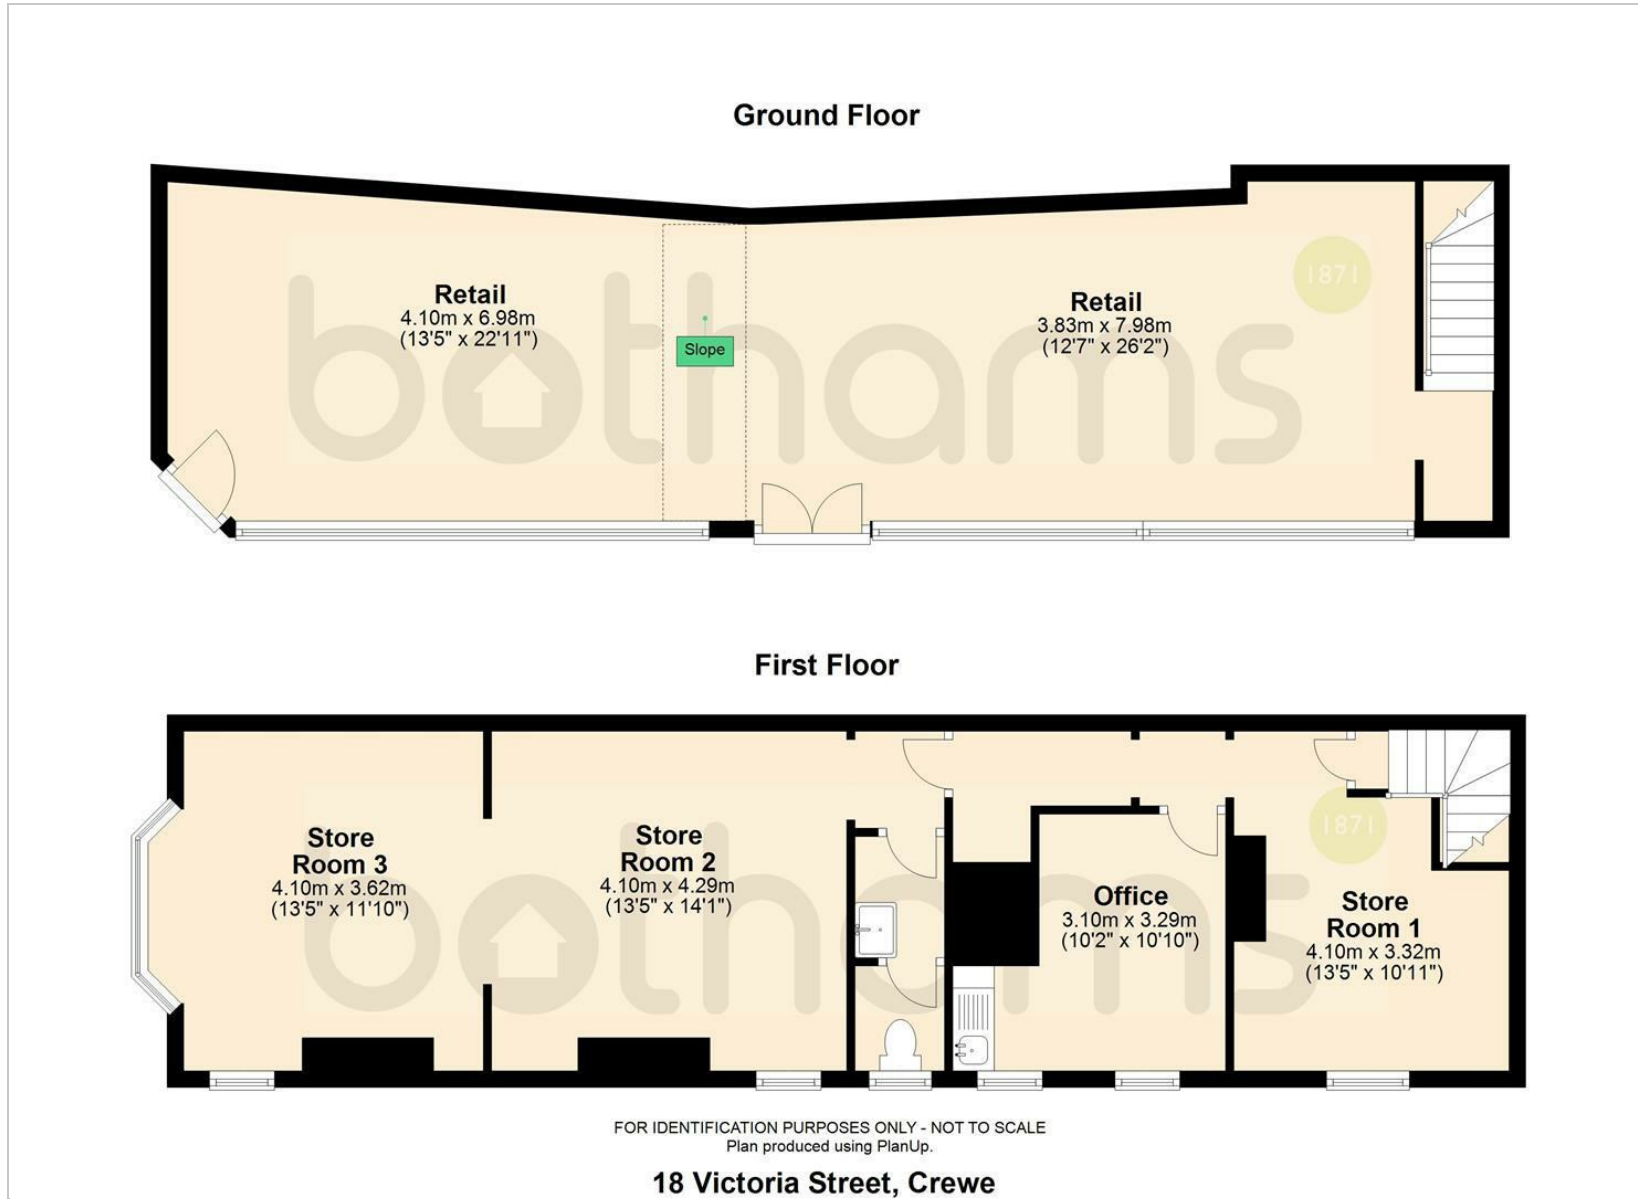 Ground Floor
Retail
4.10m x 6.98m
(13'5" x 22'11")
Slope
Retail
3.83m x 7.98m
(12'7" x 26'2")
1871
bothams
First Floor
Store
Room 3
4.10m x 3.62m
(13'5" x 11'10")
Store
Room 2
4.10m x 4.29m
(13'5" x 14'1")
Office
3.10m x 3.29m
(10'2" x 10'10")
Store
Room 1
4.10m x 3.32m
(13'5" x 10'11")
1871
bothams
FOR IDENTIFICATION PURPOSES ONLY - NOT TO SCALE
Plan produced using PlanUp.
18 Victoria Street, Crewe